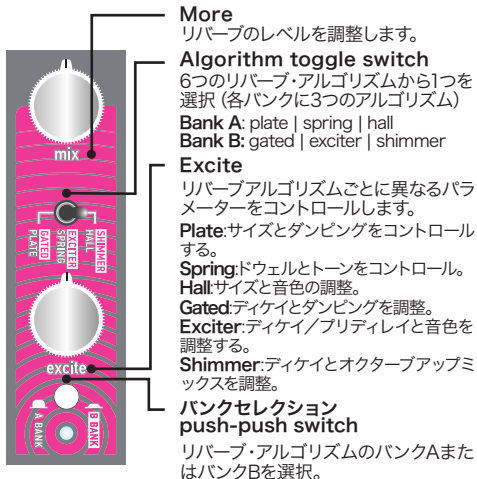 More
リバーブのレベルを調整します。
Algorithm toggle switch
6つのリバーブ・アルゴリズムから1つを
選択 (各バンクに3つのアルゴリズム)
Bank A: plate | spring | hall
Bank B: gated | exciter | shimmer
Excite
リバーブアルゴリズムごとに異なるパラ
メーターをコントロールします。
Plate:サイズとダンピングをコントロール
する。
Spring:ドウェルとトーンをコントロール。
Hall:サイズと音色の調整。
Gated:ディケイとダンピングを調整。
Exciter:ディケイ／プリディレイと音色を
調整する。
Shimmer:ディケイとオクターブアップミ
ックスを調整。
バンクセレクション
push-push switch
リバーブ・アルゴリズムのバンクAまた
はバンクBを選択。
mix
SHIMMER
HALL
EXCITER
SPRING
GATED
PLATE
excite
A BANK
B BANK